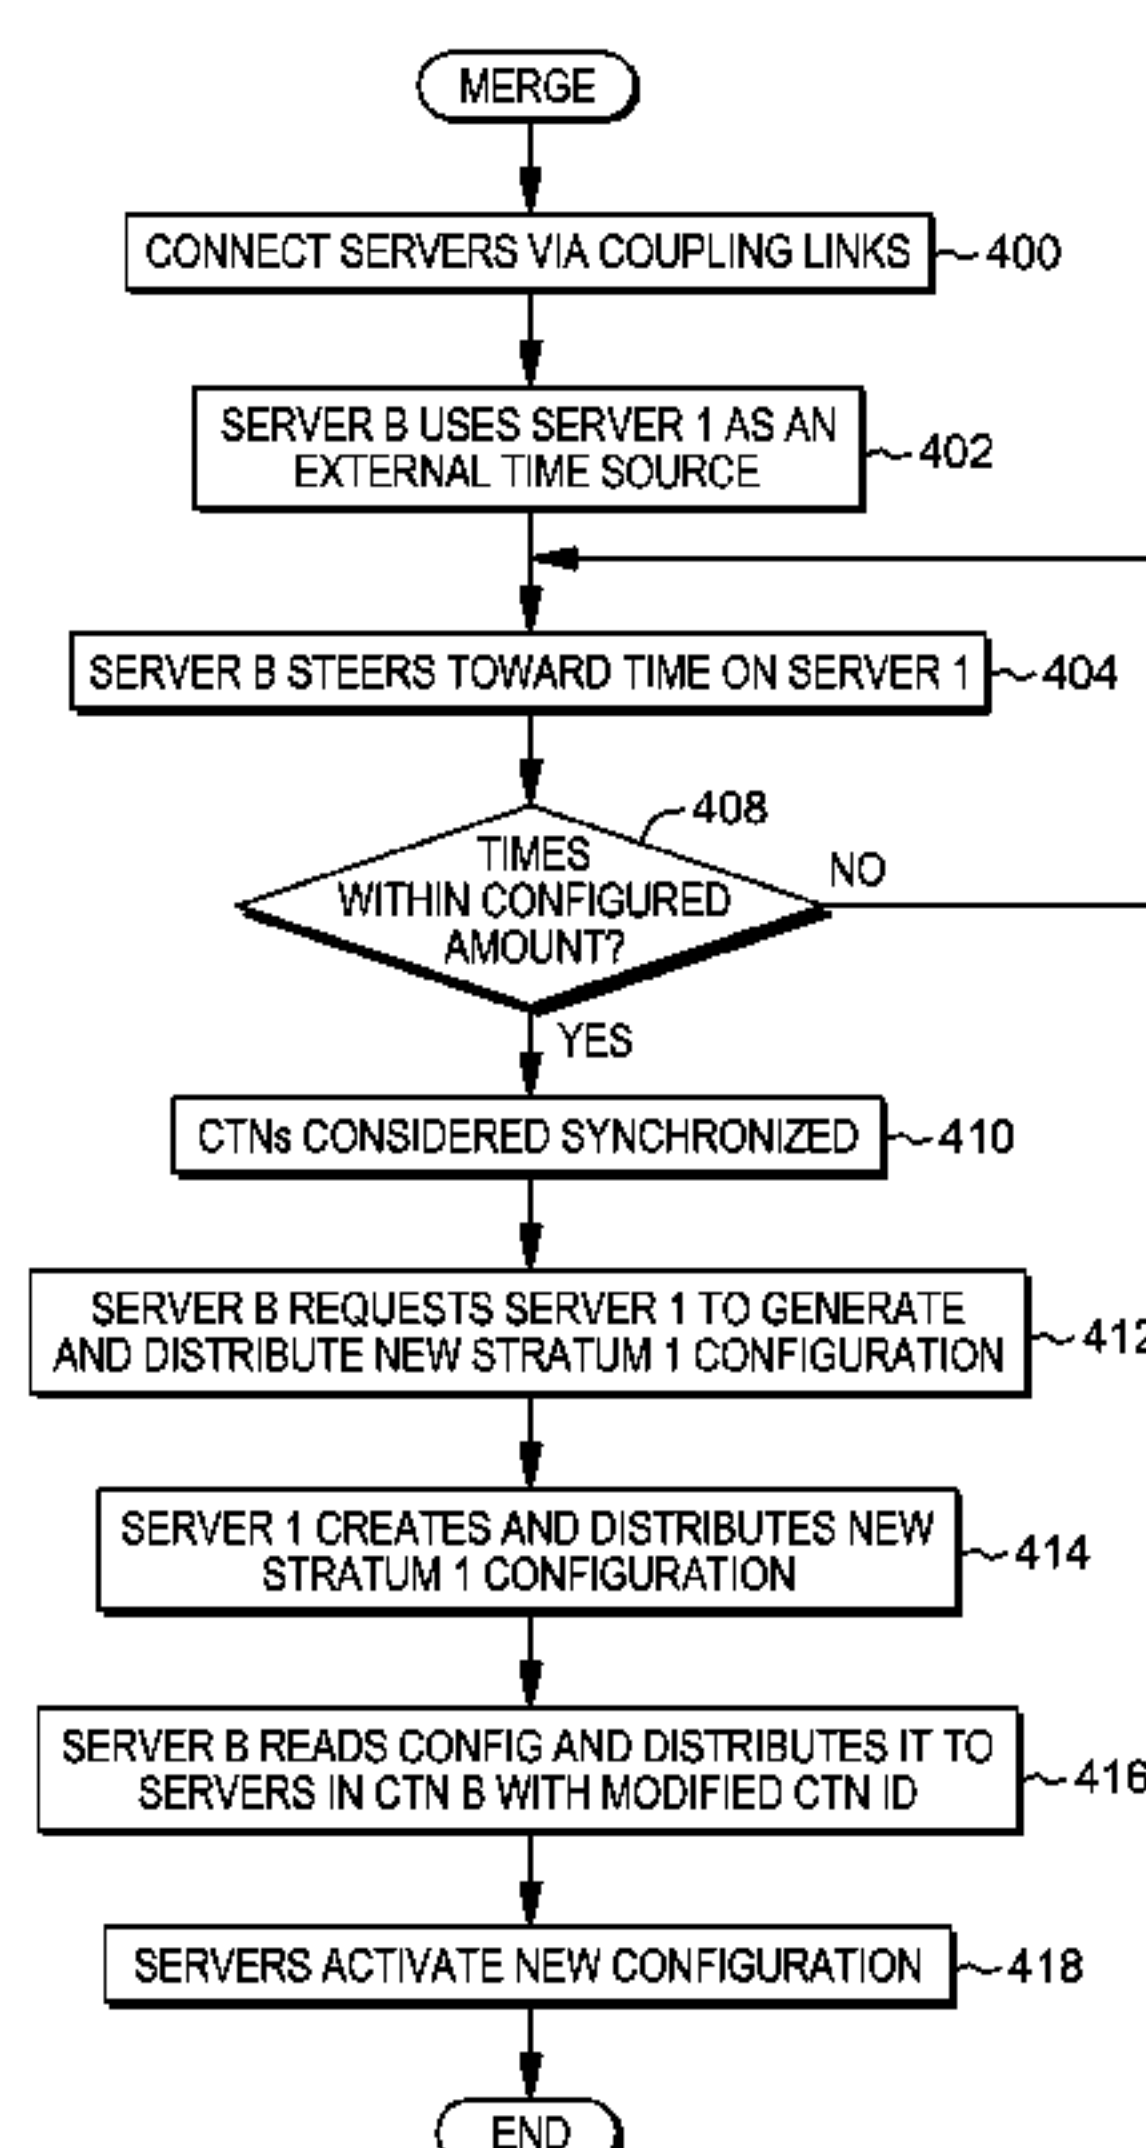 MERGE
CONNECT SERVERS VIA COUPLING LINKS
400
SERVER B USES SERVER 1 AS AN
EXTERNAL TIME SOURCE
402
SERVER B STEERS TOWARD TIME ON SERVER 1
404
408
TIMES
WITHIN CONFIGURED
AMOUNT?
NO
YES
CTNs CONSIDERED SYNCHRONIZED
410
SERVER B REQUESTS SERVER 1 TO GENERATE
AND DISTRIBUTE NEW STRATUM 1 CONFIGURATION
412
SERVER 1 CREATES AND DISTRIBUTES NEW
STRATUM 1 CONFIGURATION
414
SERVER B READS CONFIG AND DISTRIBUTES IT TO
SERVERS IN CTN B WITH MODIFIED CTN ID
416
SERVERS ACTIVATE NEW CONFIGURATION
418
END